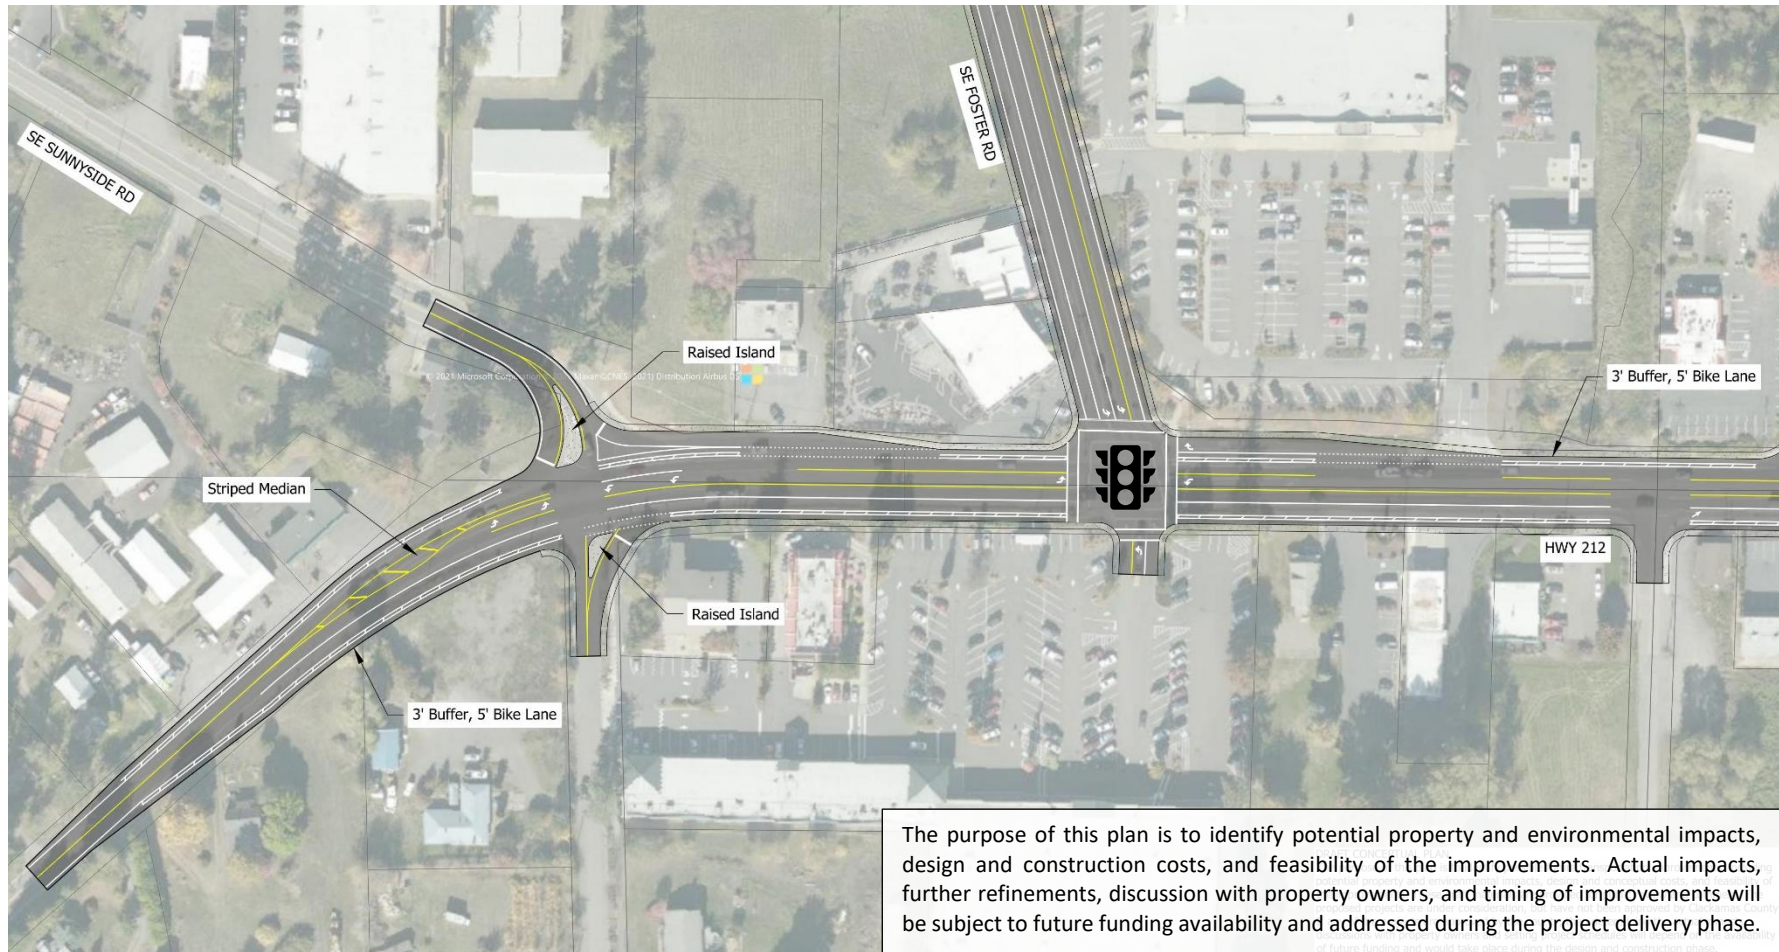 SE SUNNYSIDE RD
SE FOSTER RD
Raised Island
© 2021 Microsoft
3' Buffer, 5' Bike Lane
Striped Median
HWY 212
Raised Island
3' Buffer, 5' Bike Lane
The purpose of this plan is to identify potential property and environmental impacts,
design and construction costs, and feasibility of the improvements. Actual impacts,
further refinements, discussion with property owners, and timing of improvements will
be subject to future funding availability and addressed during the project delivery phase.